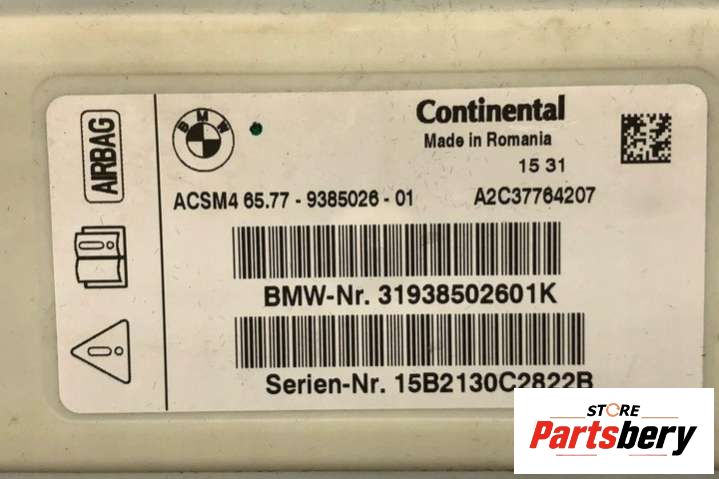 AIRBAG
BMW
Continental
Made in Romania
15 31
ACSM4 65.77 - 9385026 - 01 A2C37764207
BMW-Nr. 31938502601K
Serien-Nr. 15B2130C2822B
STORE
Partsbery